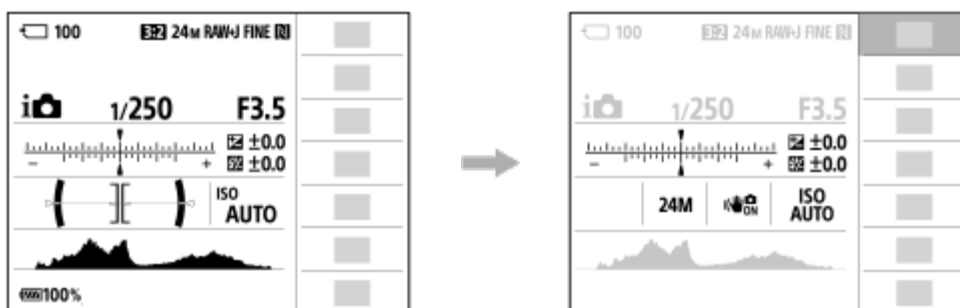 100 3:2 24M RAW+J FINE N
i 1/250 F3.5
±0.0
- + ±0.0
ISO
AUTO
100%
100 3:2 24M RAW+J FINE N
i 1/250 F3.5
±0.0
- + ±0.0
24M ON ISO
AUTO